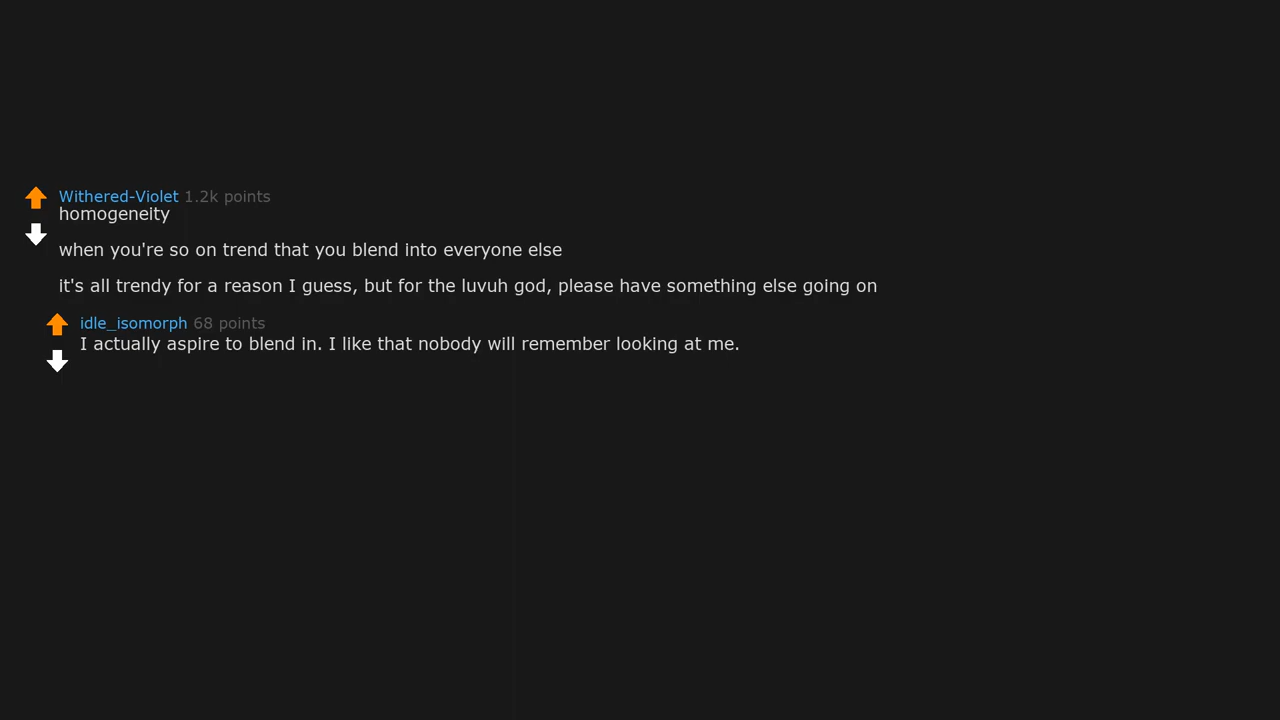 Withered-Violet 1.2k points
homogeneity
when you're so on trend that you blend into everyone else
it's all trendy for a reason I guess, but for the luvuh god, please have something else going on
idle_isomorph 68 points
I actually aspire to blend in. I like that nobody will remember looking at me.